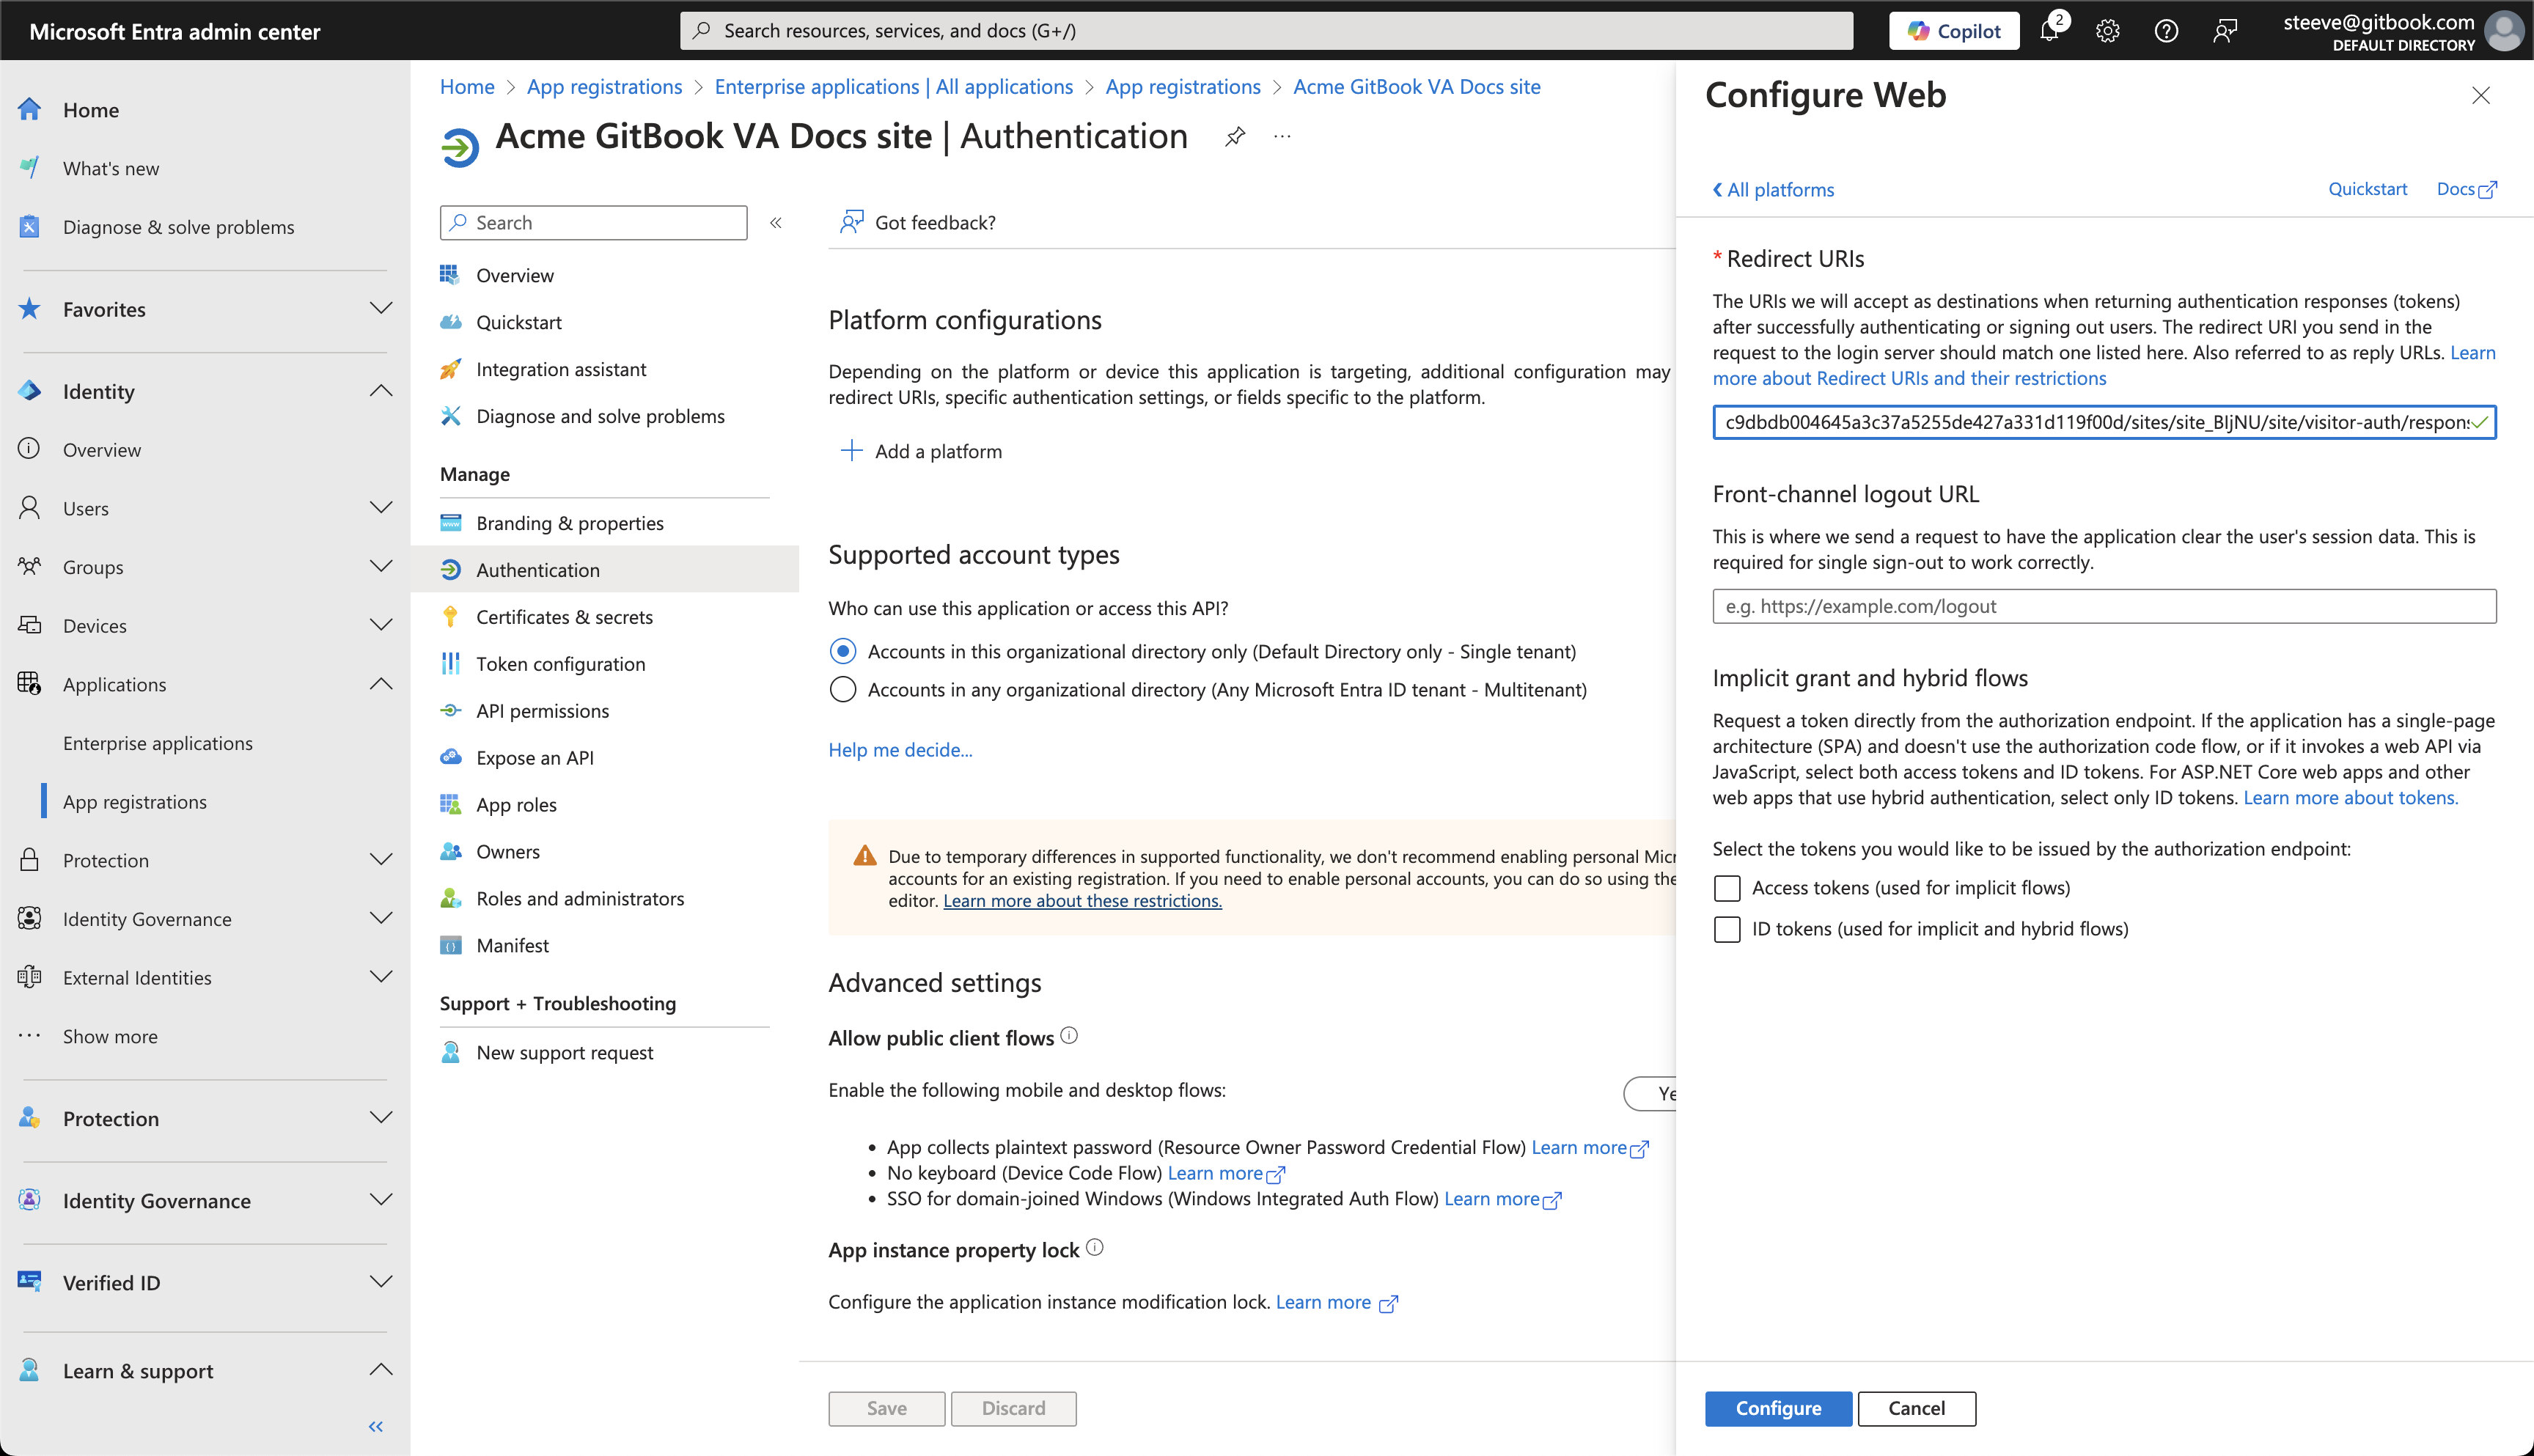 Microsoft Entra admin center
Search resources, services, and docs (G+/)
Copilot
2
steeve@gitbook.com
DEFAULT DIRECTORY
Home
What's new
Diagnose & solve problems
Favorites
Identity
Overview
Users
Groups
Devices
Applications
Enterprise applications
App registrations
Protection
Identity Governance
External Identities
Show more
Protection
Identity Governance
Verified ID
Learn & support
Home > App registrations > Enterprise applications | All applications > App registrations > Acme GitBook VA Docs site
Acme GitBook VA Docs site | Authentication
Search
Overview
Quickstart
Integration assistant
Diagnose and solve problems
Manage
Branding & properties
Authentication
Certificates & secrets
Token configuration
API permissions
Expose an API
App roles
Owners
Roles and administrators
Manifest
Support + Troubleshooting
New support request
Got feedback?
Platform configurations
Depending on the platform or device this application is targeting, additional configuration may
redirect URIs, specific authentication settings, or fields specific to the platform.
Add a platform
Supported account types
Who can use this application or access this API?
Accounts in this organizational directory only (Default Directory only - Single tenant)
Accounts in any organizational directory (Any Microsoft Entra ID tenant - Multitenant)
Help me decide...
Due to temporary differences in supported functionality, we don't recommend enabling personal Micr
accounts for an existing registration. If you need to enable personal accounts, you can do so using the
editor. Learn more about these restrictions.
Advanced settings
Allow public client flows
Enable the following mobile and desktop flows:
Ye
• App collects plaintext password (Resource Owner Password Credential Flow) Learn more
• No keyboard (Device Code Flow) Learn more
• SSO for domain-joined Windows (Windows Integrated Auth Flow) Learn more
App instance property lock
Configure the application instance modification lock. Learn more
Save
Discard
Configure Web
All platforms
Quickstart
Docs
* Redirect URIs
The URIs we will accept as destinations when returning authentication responses (tokens)
after successfully authenticating or signing out users. The redirect URI you send in the
request to the login server should match one listed here. Also referred to as reply URLs. Learn
more about Redirect URIs and their restrictions
c9dbdb004645a3c37a5255de427a331d119f00d/sites/site_BljNU/site/visitor-auth/respons
Front-channel logout URL
This is where we send a request to have the application clear the user's session data. This is
required for single sign-out to work correctly.
e.g. https://example.com/logout
Implicit grant and hybrid flows
Request a token directly from the authorization endpoint. If the application has a single-page
architecture (SPA) and doesn't use the authorization code flow, or if it invokes a web API via
JavaScript, select both access tokens and ID tokens. For ASP.NET Core web apps and other
web apps that use hybrid authentication, select only ID tokens. Learn more about tokens.
Select the tokens you would like to be issued by the authorization endpoint:
Access tokens (used for implicit flows)
ID tokens (used for implicit and hybrid flows)
Configure
Cancel